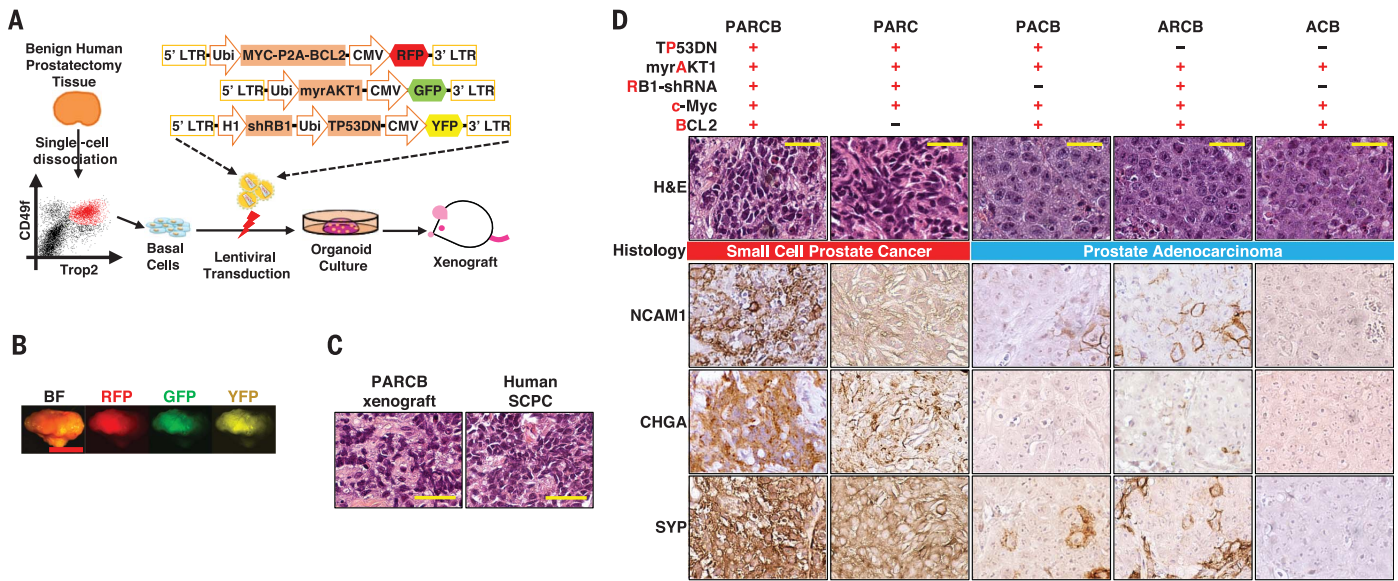 A
Benign Human
Prostatectomy
Tissue
Single-cell
dissociation
CD49f
Trop2
5' LTR Ubi MYC-P2A-BCL2 CMV RFP 3' LTR
5' LTR Ubi myrAKT1 CMV GFP 3' LTR
5' LTR H1 shRB1 Ubi TP53DN CMV YFP 3' LTR
Basal
Cells
Lentiviral
Transduction
Organoid
Culture
Xenograft
B
BF RFP GFP YFP
C
PARCB
xenograft
Human
SCPC
D
PARCB PARC PACB ARCB ACB
TP53DN + + + – –
myrAKT1 + + + + +
RB1-shRNA + + – + –
c-Myc + + + + +
BCL2 + – + + +
H&E
Histology Small Cell Prostate Cancer Prostate Adenocarcinoma
NCAM1
CHGA
SYP